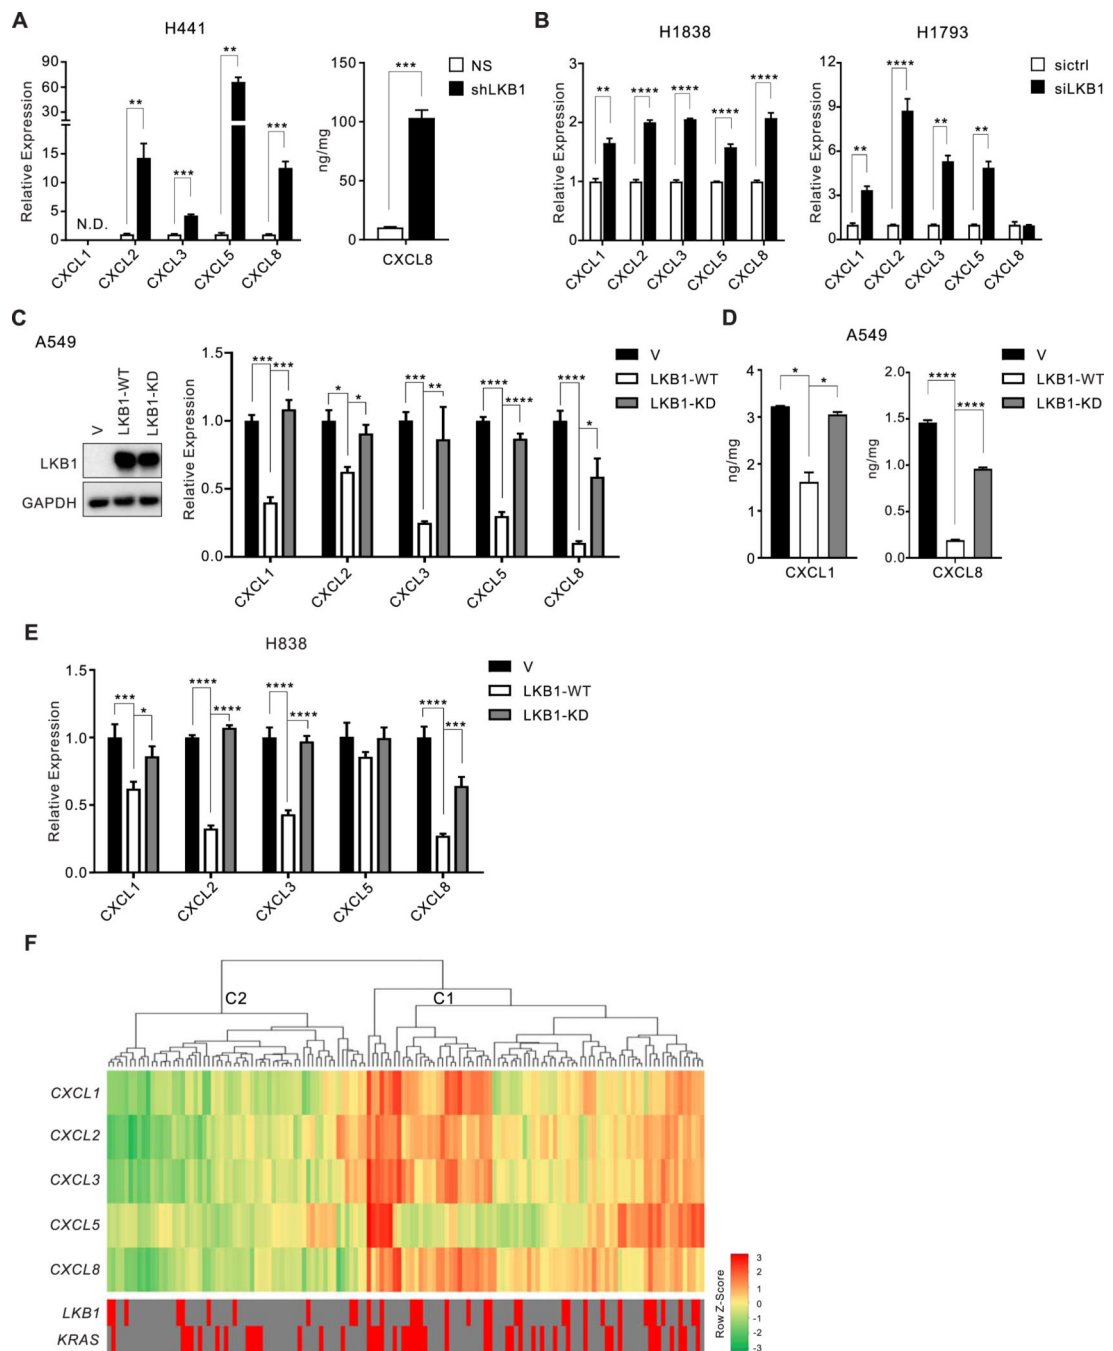 A
H441
Relative Expression
90
75
60
45
30
15
10
5
0
N.D.
**
***
**
***
CXCL1
CXCL2
CXCL3
CXCL5
CXCL8
ng/mg
150
100
50
0
***
CXCL8
NS
shLKB1
B
H1838
Relative Expression
3
2
1
0
**
****
****
****
****
CXCL1
CXCL2
CXCL3
CXCL5
CXCL8
H1793
Relative Expression
12
9
6
3
0
**
****
**
**
CXCL1
CXCL2
CXCL3
CXCL5
CXCL8
sictrl
siLKB1
C
A549
V
LKB1-WT
LKB1-KD
LKB1
GAPDH
Relative Expression
1.5
1.0
0.5
0.0
*** ***
* *
*** **
**** ****
**** *
CXCL1
CXCL2
CXCL3
CXCL5
CXCL8
V
LKB1-WT
LKB1-KD
D
A549
ng/mg
4
3
2
1
0
* *
CXCL1
ng/mg
2.0
1.5
1.0
0.5
0.0
**** ****
CXCL8
V
LKB1-WT
LKB1-KD
E
H838
Relative Expression
1.5
1.0
0.5
0.0
*** *
**** ****
**** ****
**** ***
CXCL1
CXCL2
CXCL3
CXCL5
CXCL8
V
LKB1-WT
LKB1-KD
F
C2
C1
CXCL1
CXCL2
CXCL3
CXCL5
CXCL8
LKB1
KRAS
Row Z-Score
3
2
1
0
-1
-2
-3